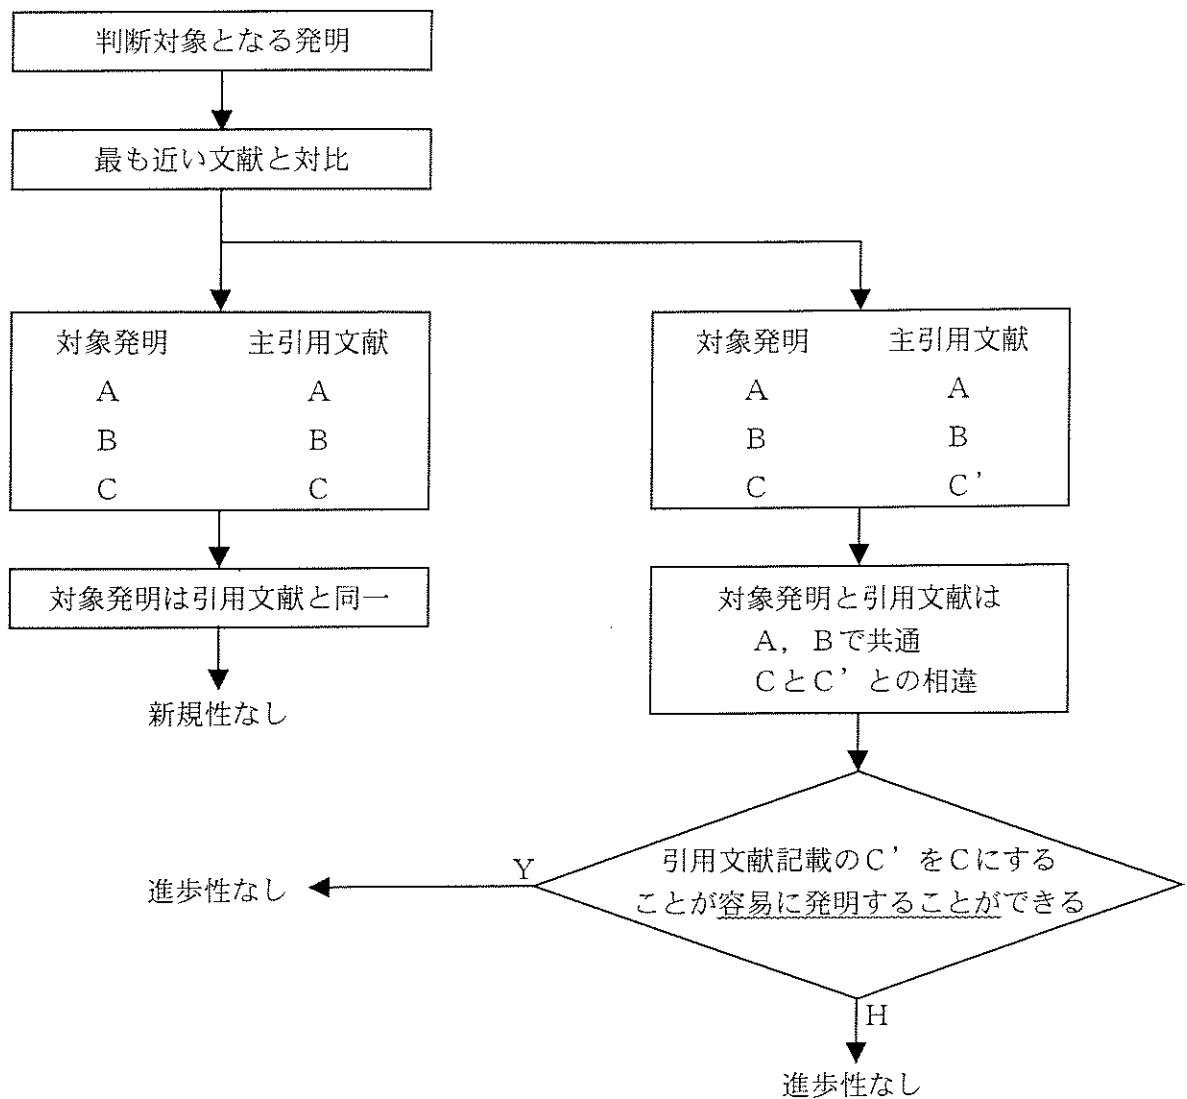 判断対象となる発明
最も近い文献と対比
対象発明 主引用文献
A A
B B
C C
対象発明 主引用文献
A A
B B
C C’
対象発明は引用文献と同一
対象発明と引用文献は
A，Bで共通
CとC’との相違
新規性なし
引用文献記載のC’をCにする
ことが容易に発明することができる
Y
進歩性なし
H
進歩性なし